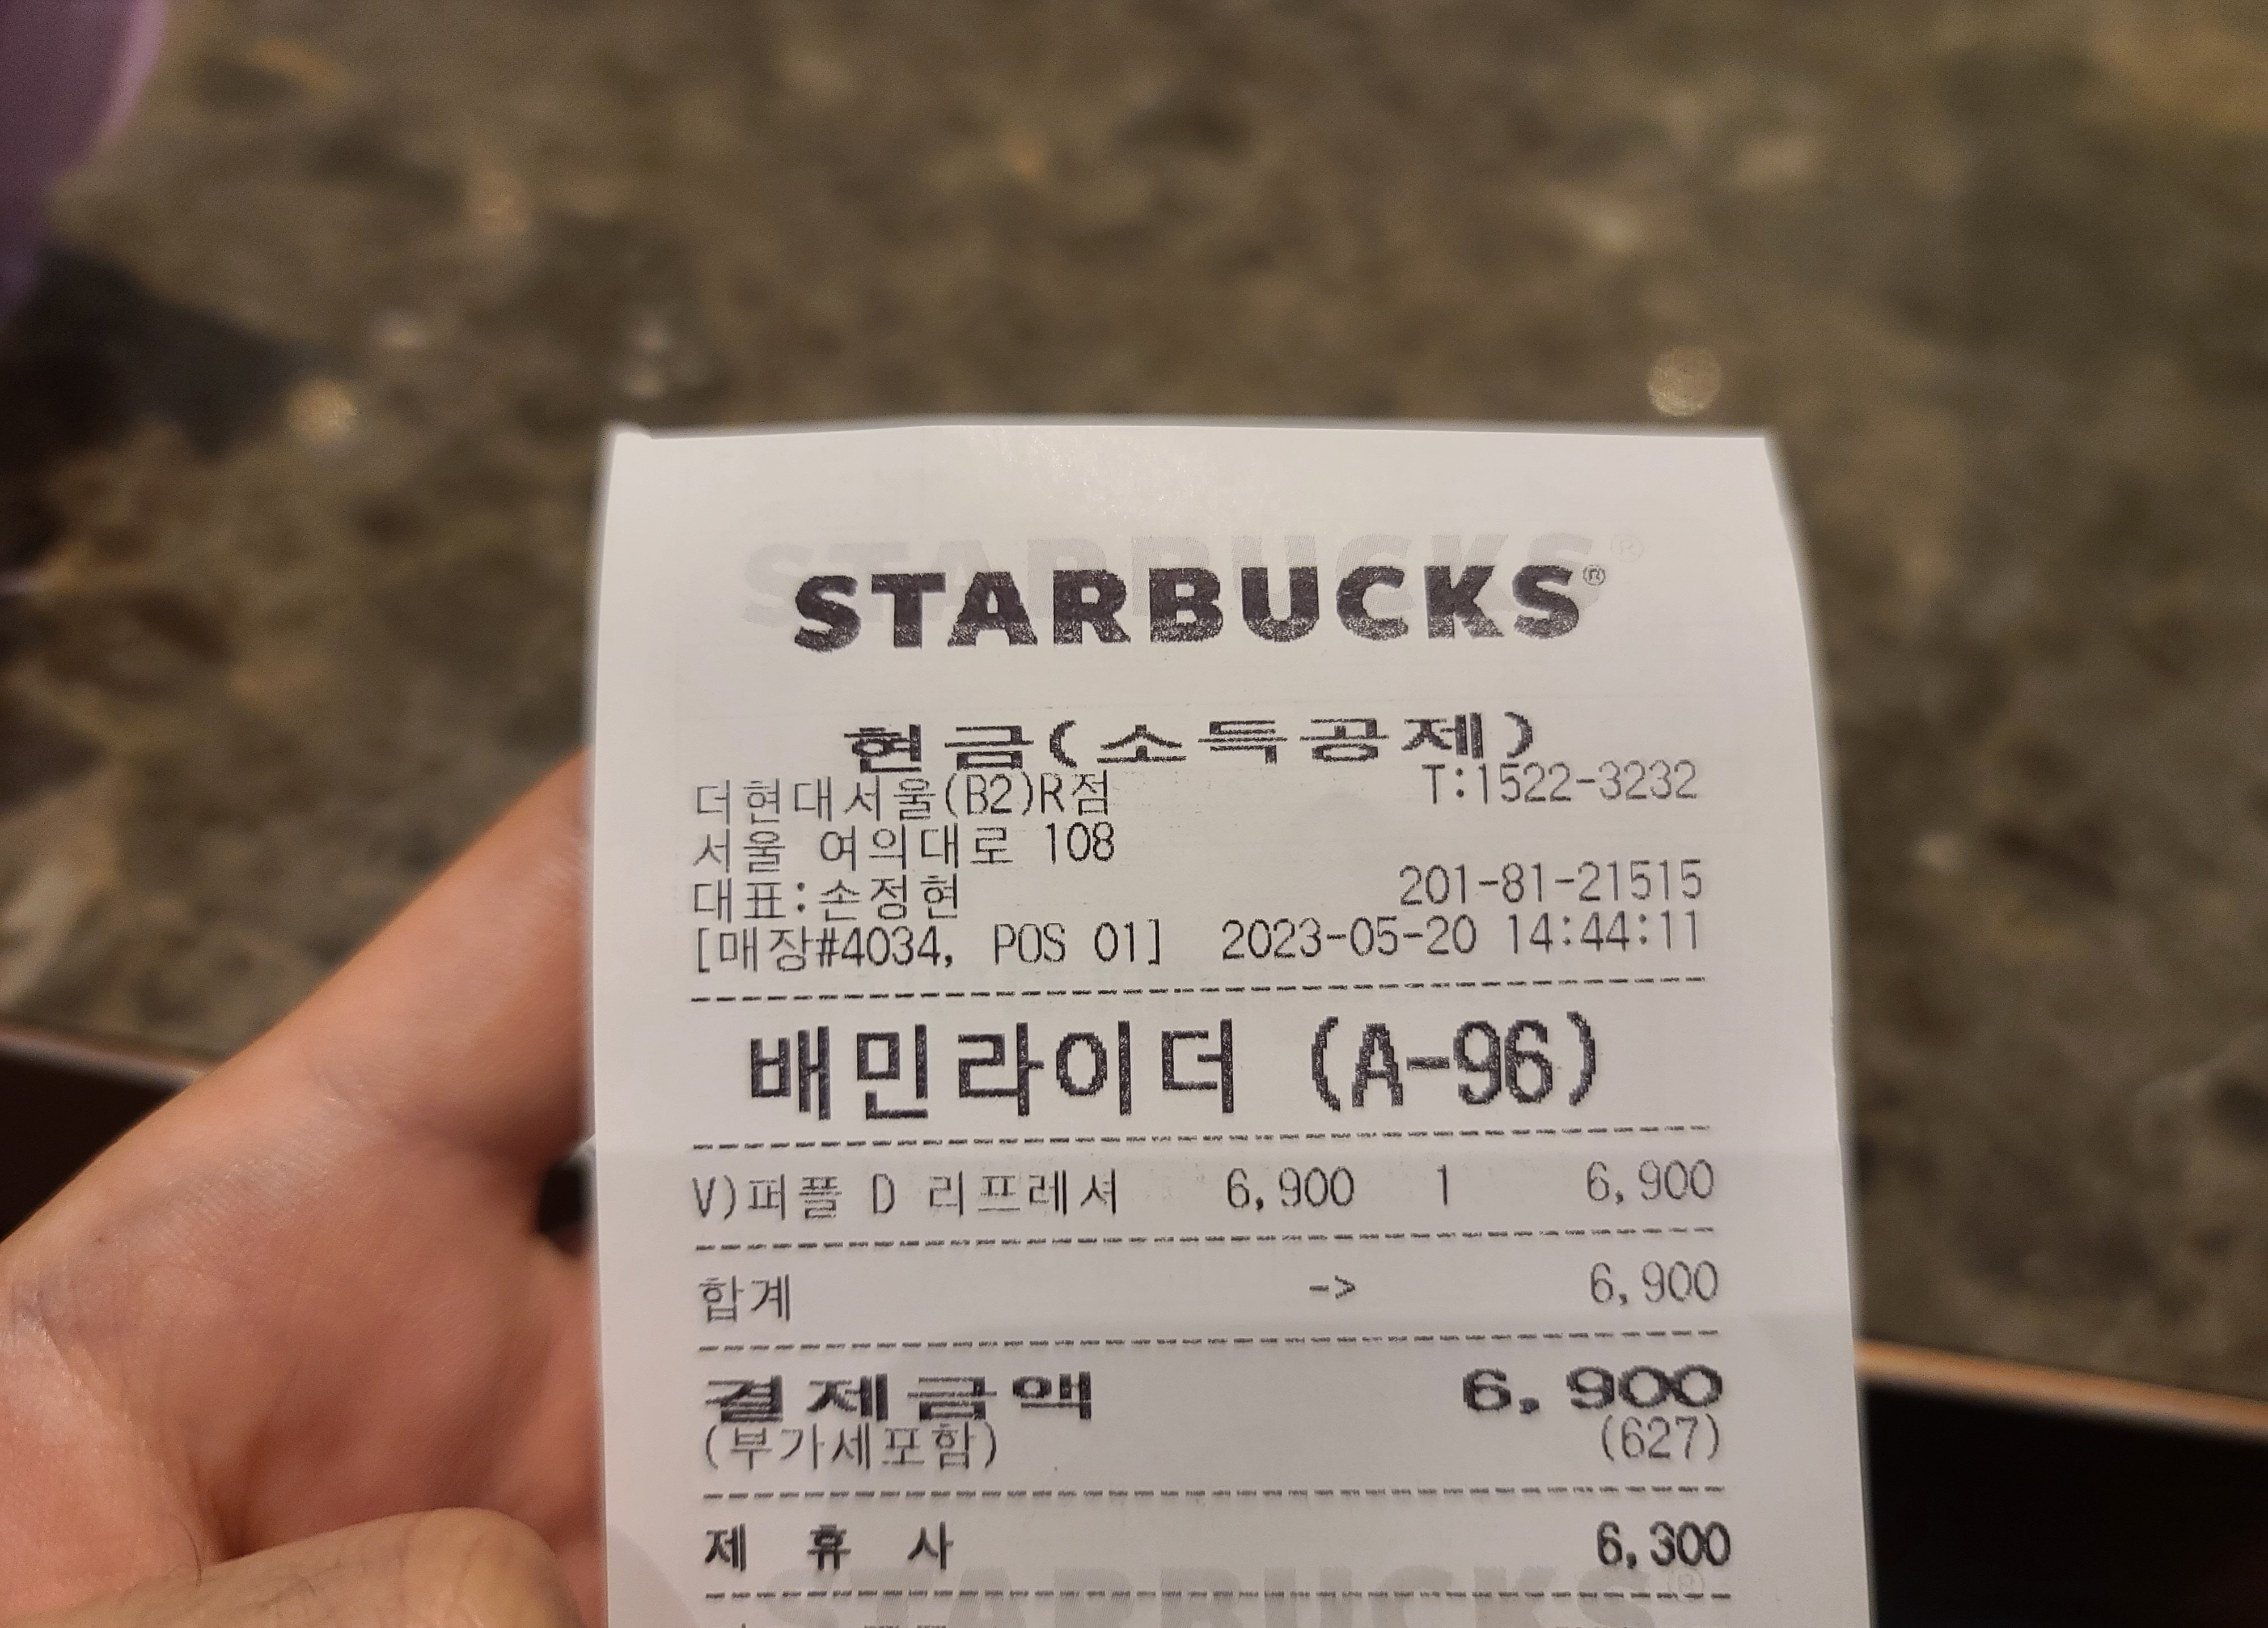 STARBUCKS®
현금(소득공제)
더현대서울(B2)R점 T:1522-3232
서울 여의대로 108
대표:손정현 201-81-21515
[매장#4034, POS 01] 2023-05-20 14:44:11
배민라이더 (A-96)
V)퍼플 D 리프레셔 6,900 1 6,900
합계 -> 6,900
결제금액 6,900
(부가세포함) (627)
제 휴 사 6,300
STARBUCKS®